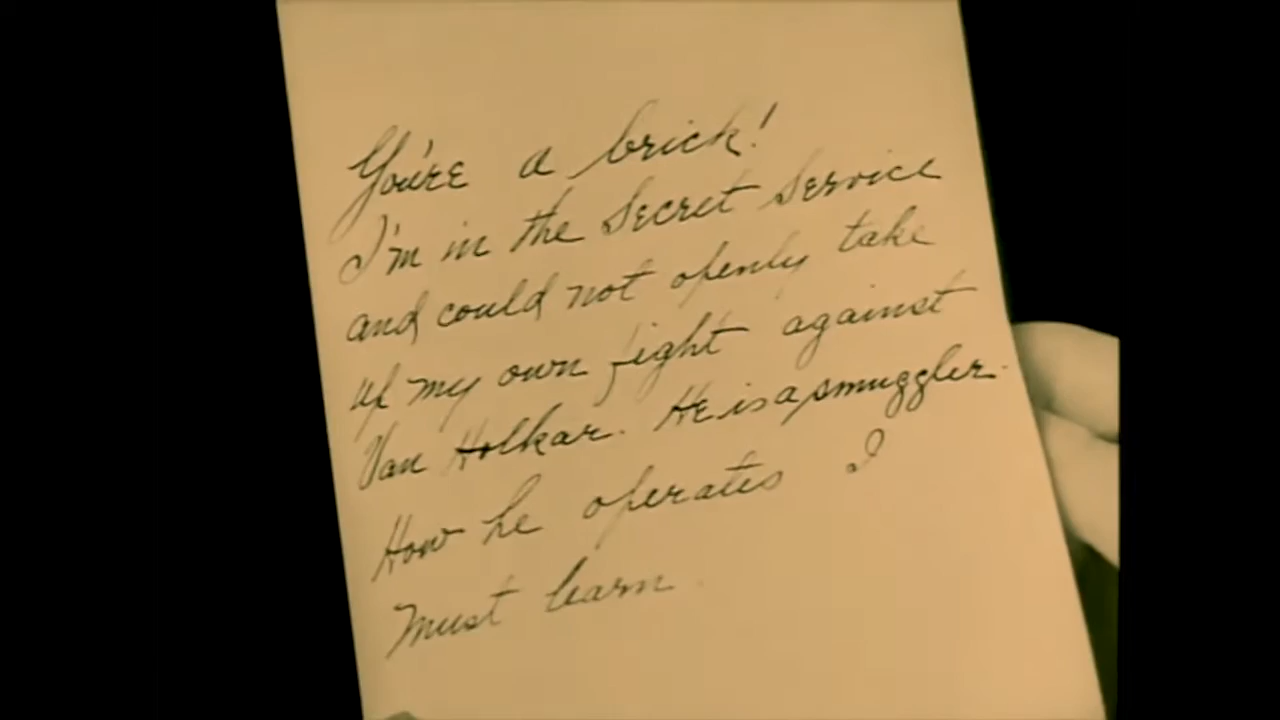 You're a brick!
I'm in the Secret Service
and could not openly take
up my own fight against
Van Holkar. He is a smuggler.
How he operates I
must learn.